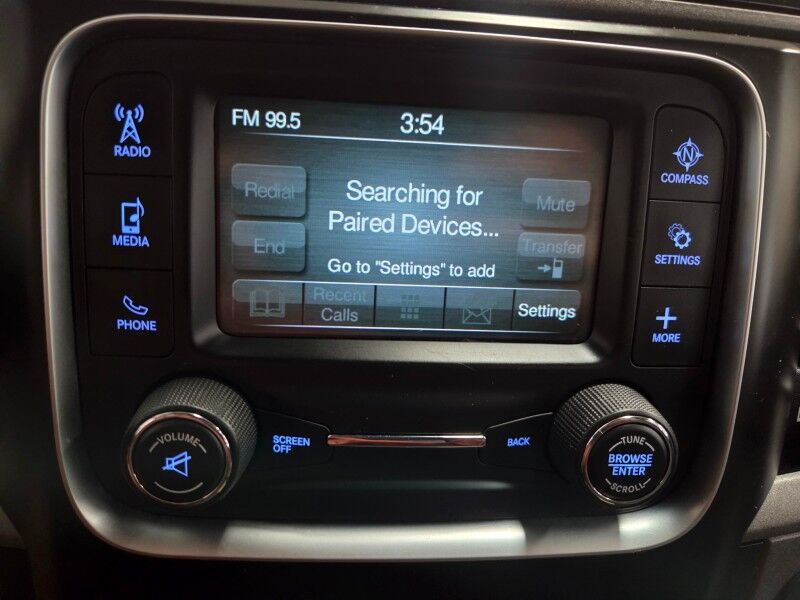 FM 99.5
3:54
RADIO
MEDIA
PHONE
Redial
End
Searching for
Paired Devices...
Go to "Settings" to add
Mute
Transfer
Recent
Calls
Settings
N
COMPASS
SETTINGS
MORE
VOLUME
SCREEN
OFF
BACK
TUNE
BROWSE
ENTER
SCROLL